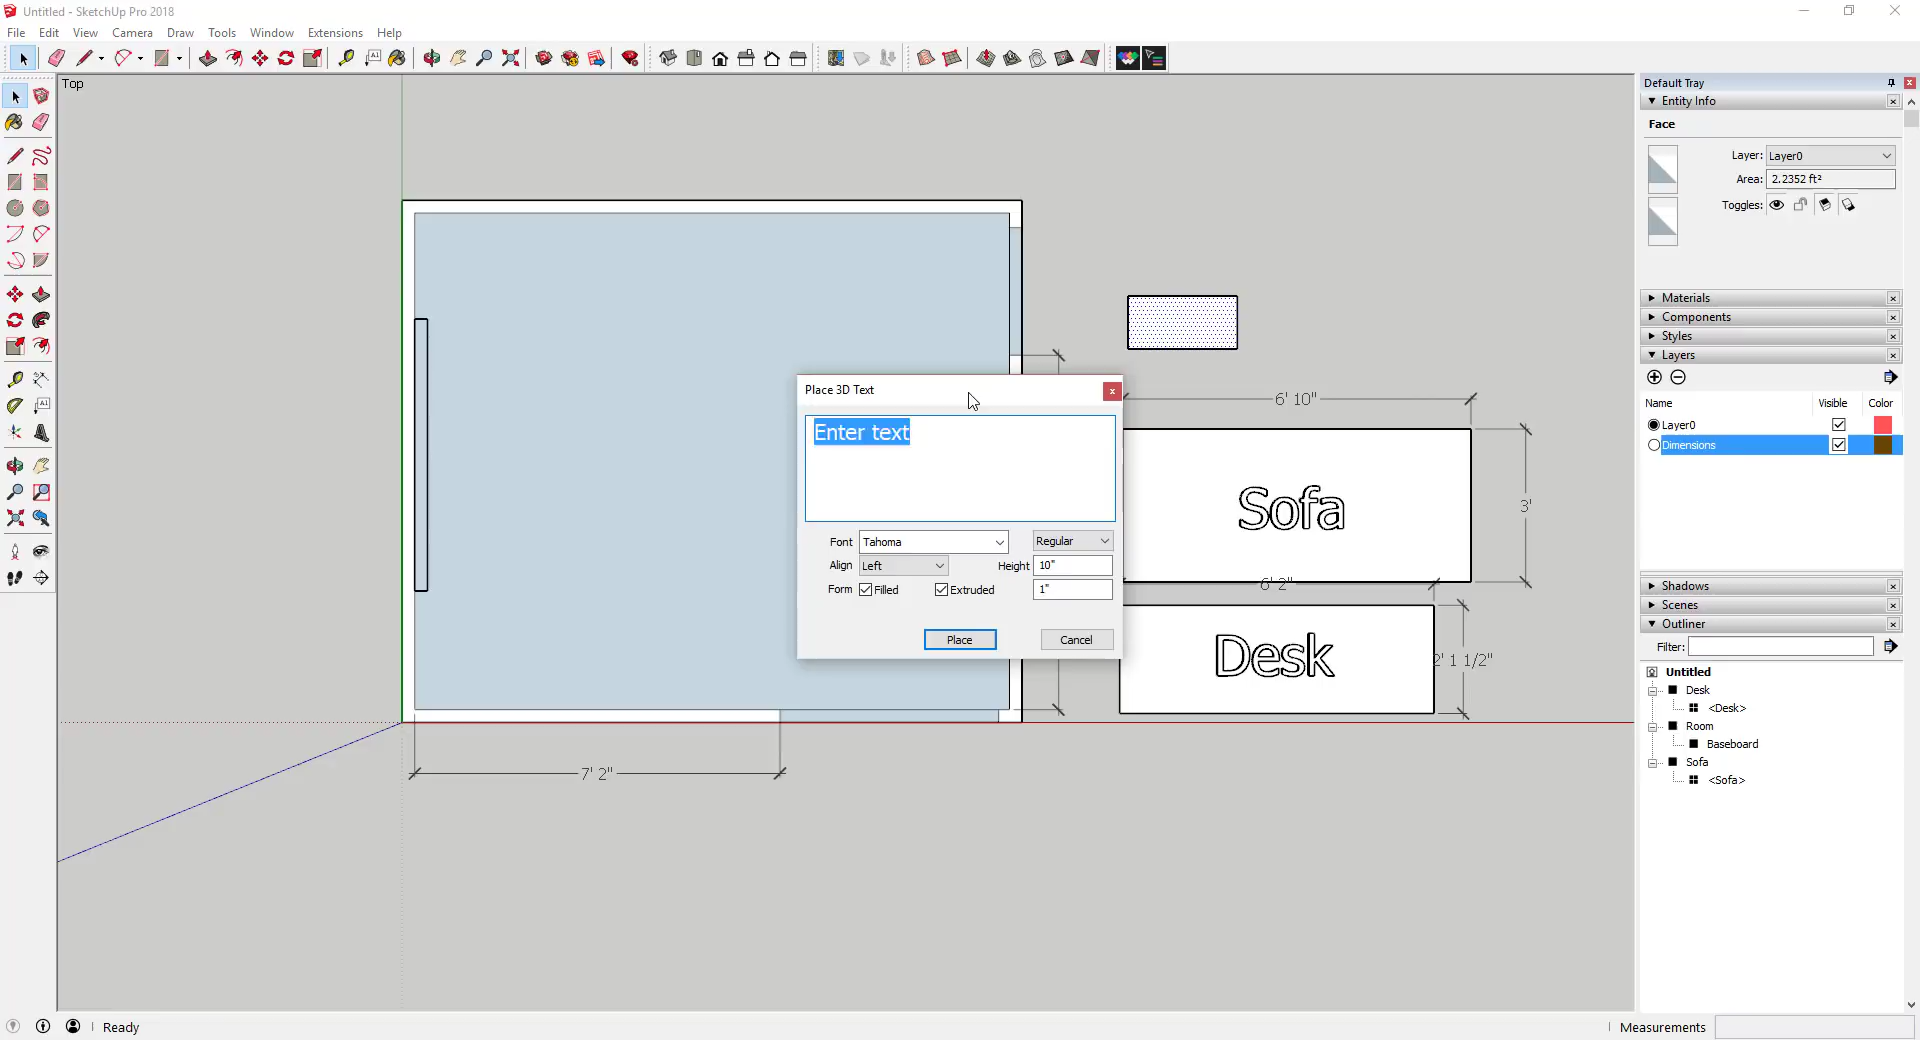 Untitled - SketchUp Pro 2018
File Edit View Camera Draw Tools Window Extensions Help
Top
Default Tray
Entity Info
Face
Layer: Layer0
Area: 2.2352 ft²
Toggles:
Materials
Components
Styles
Layers
Name Visible Color
Layer0
Dimensions
Shadows
Scenes
Outliner
Filter:
Untitled
Desk
<Desk>
Room
Baseboard
Sofa
<Sofa>
Place 3D Text
Enter text
Font Tahoma Regular
Align Left Height 10"
Form Filled Extruded 1"
Place Cancel
6' 10"
Sofa
3'
6' 2"
Desk
2' 1 1/2"
7' 2"
Ready
Measurements